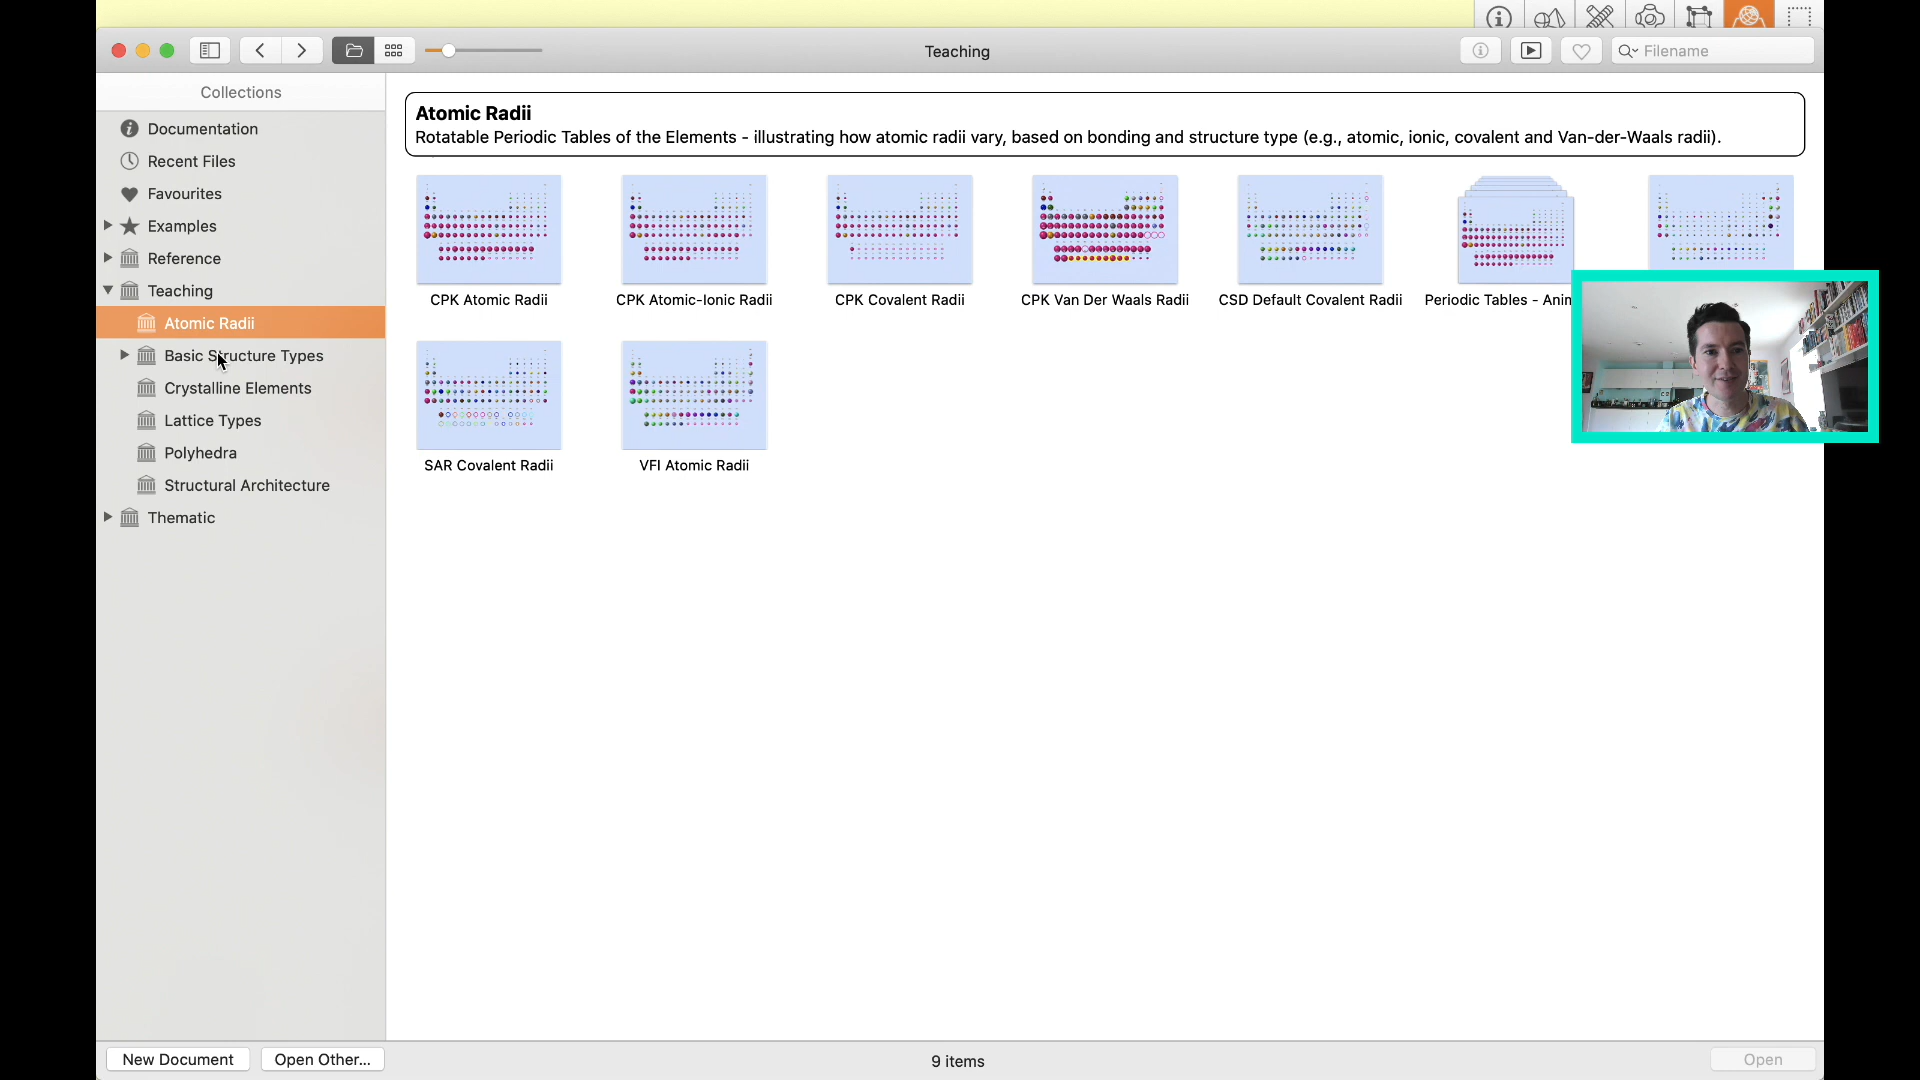 Teaching
Filename
Collections
Documentation
Recent Files
Favourites
Examples
Reference
Teaching
Atomic Radii
Basic Structure Types
Crystalline Elements
Lattice Types
Polyhedra
Structural Architecture
Thematic
Atomic Radii
Rotatable Periodic Tables of the Elements - illustrating how atomic radii vary, based on bonding and structure type (e.g., atomic, ionic, covalent and Van-der-Waals radii).
CPK Atomic Radii
CPK Atomic-Ionic Radii
CPK Covalent Radii
CPK Van Der Waals Radii
CSD Default Covalent Radii
Periodic Tables - Anim
SAR Covalent Radii
VFI Atomic Radii
New Document
Open Other...
9 items
Open